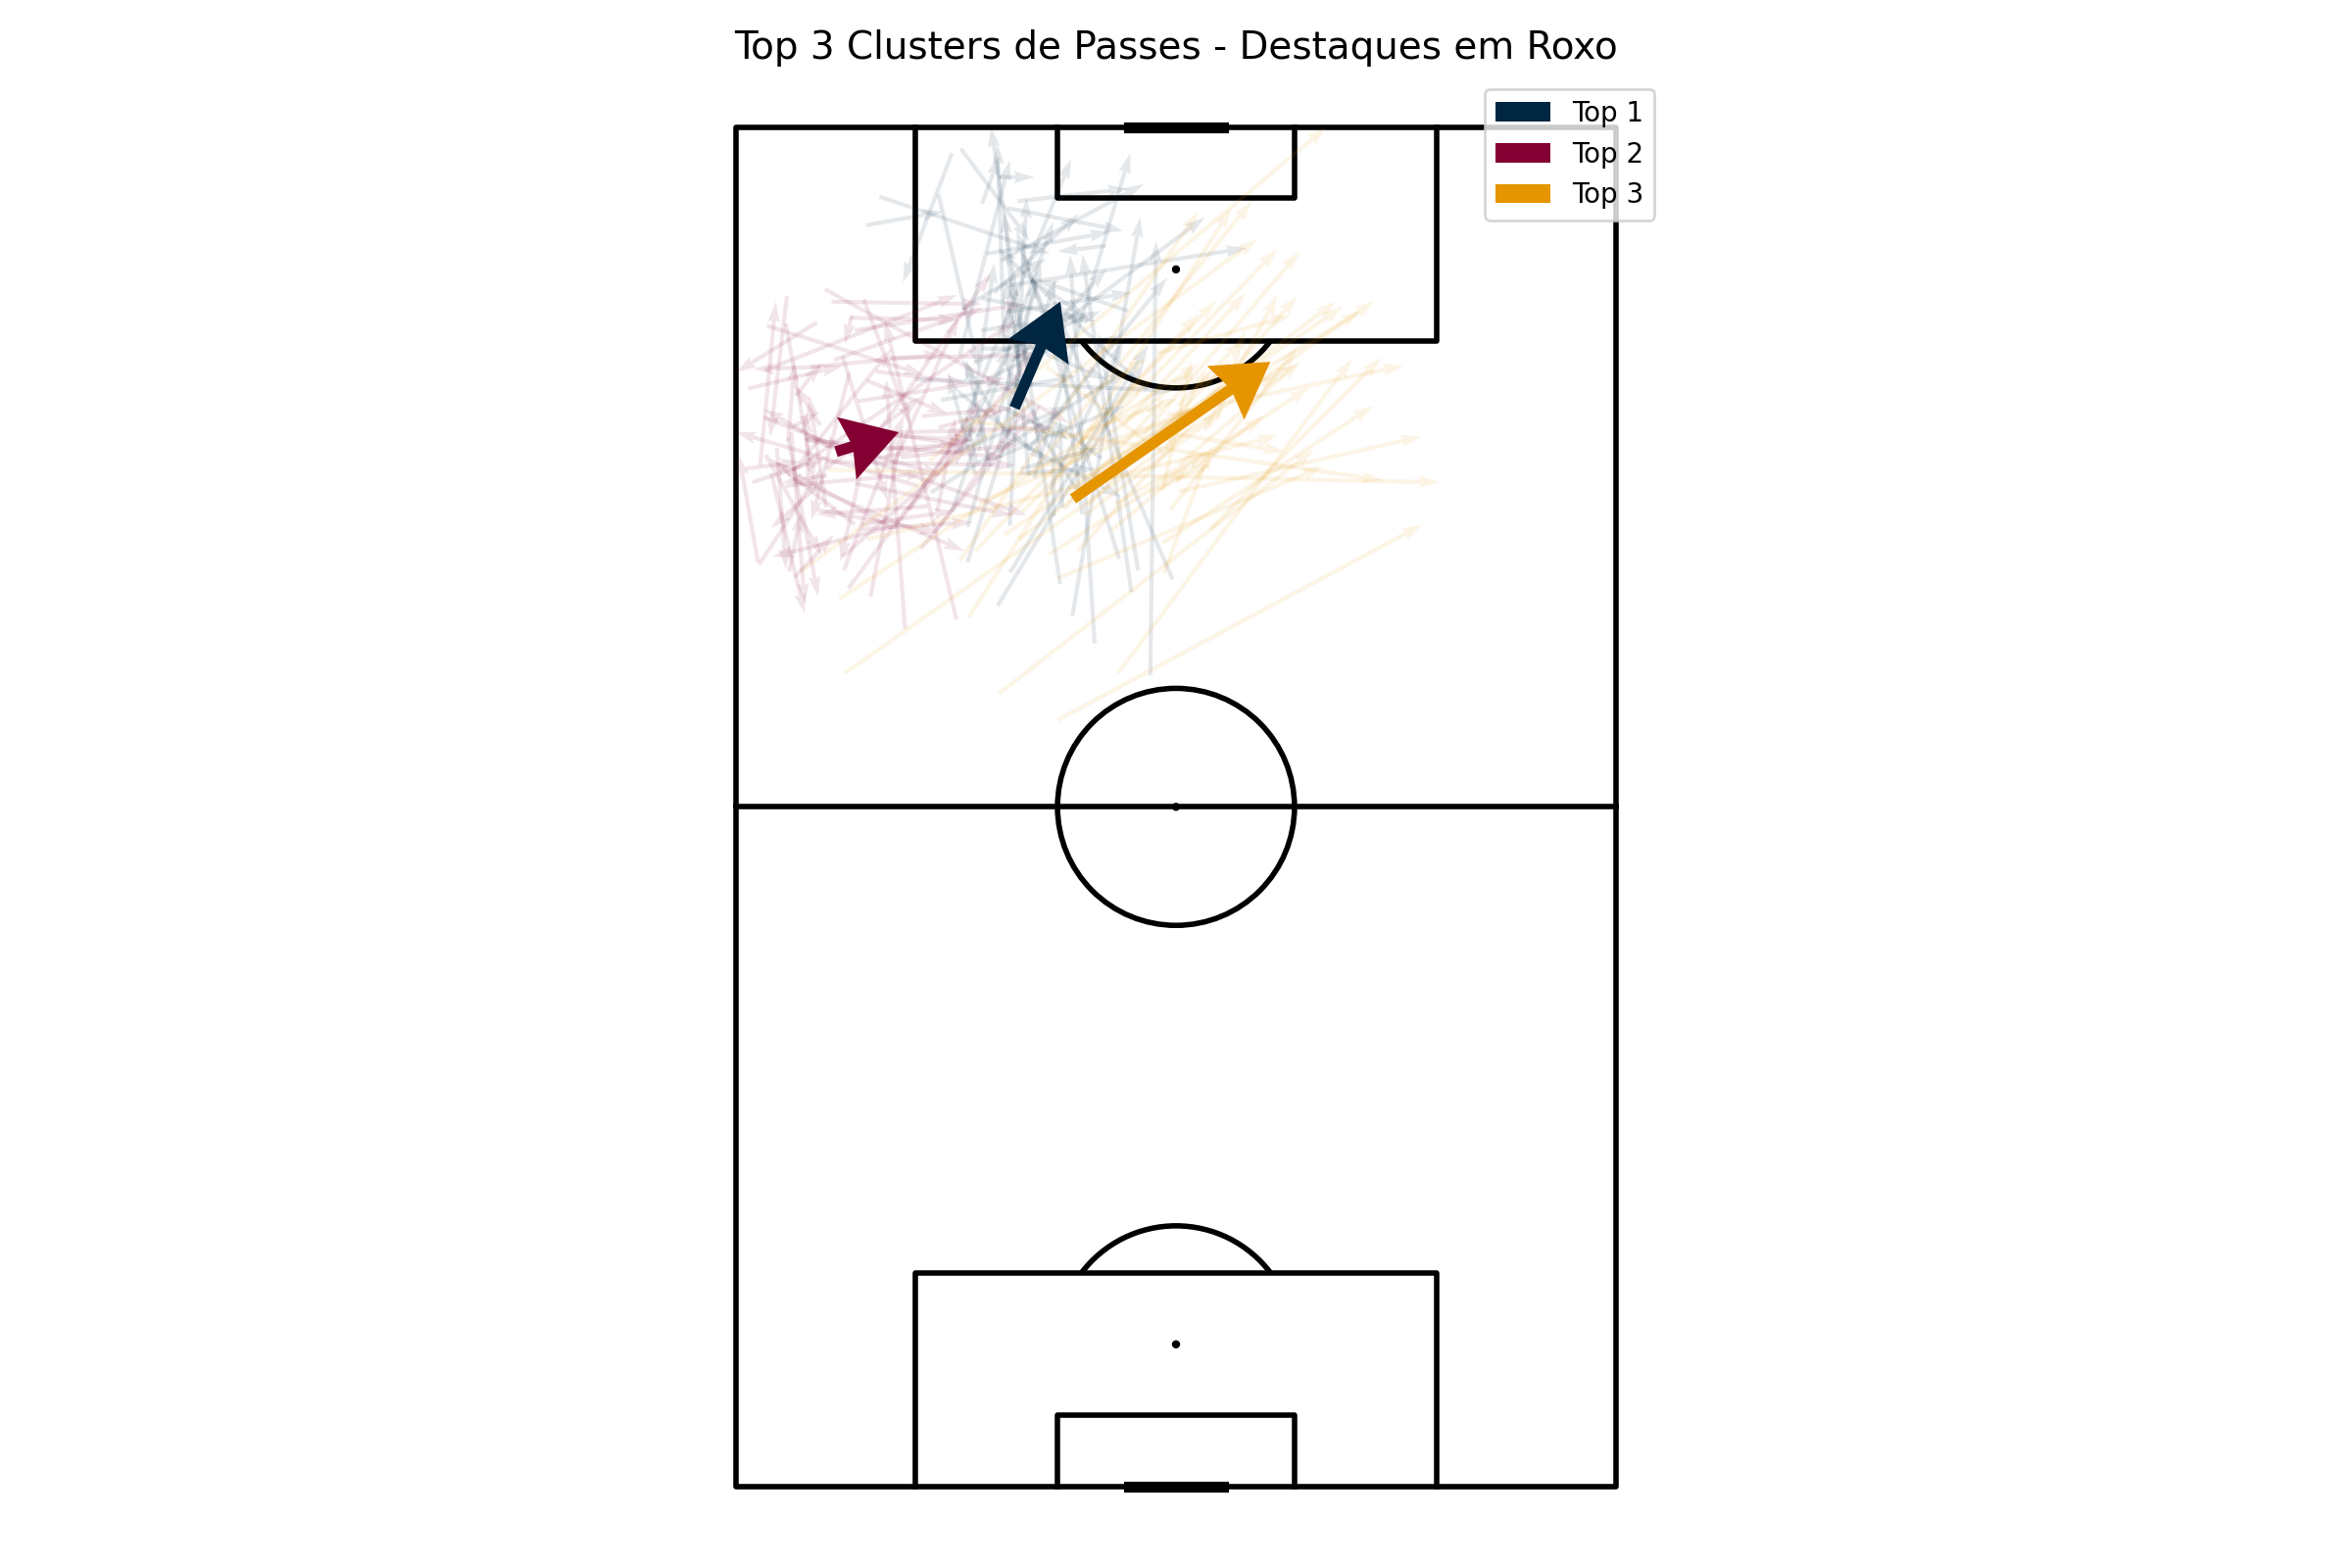 Top 3 Clusters de Passes - Destaques em Roxo
Top 1
Top 2
Top 3